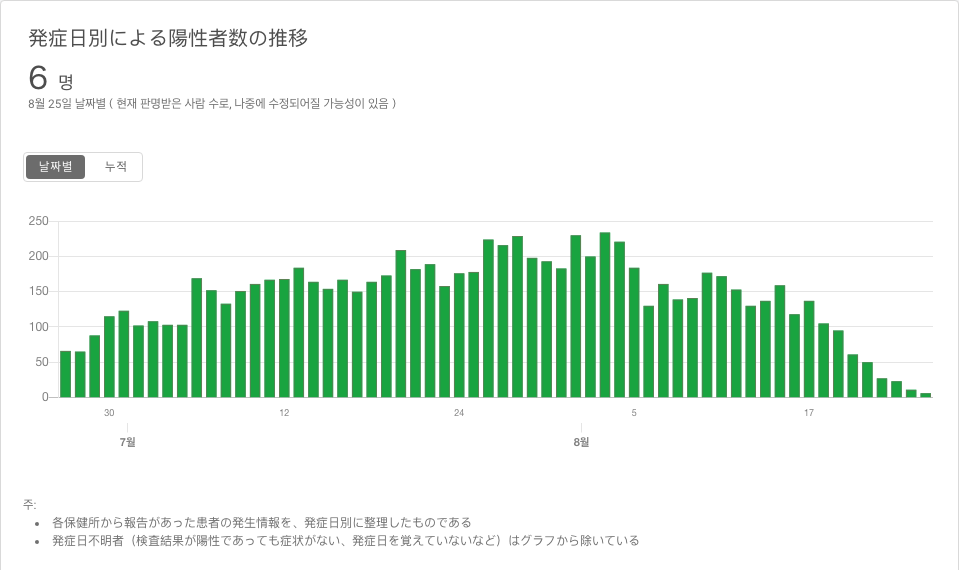 発症日別による陽性者数の推移
6 명
8월 25일 날짜별 ( 현재 판명받은 사람 수로, 나중에 수정되어질 가능성이 있음 )
날짜별 누적
250
200
150
100
50
0
30 12 24 5 17
7월 8월
주:
• 各保健所から報告があった患者の発生情報を、発症日別に整理したものである
• 発症日不明者（検査結果が陽性であっても症状がない、発症日を覚えていないなど）はグラフから除いている